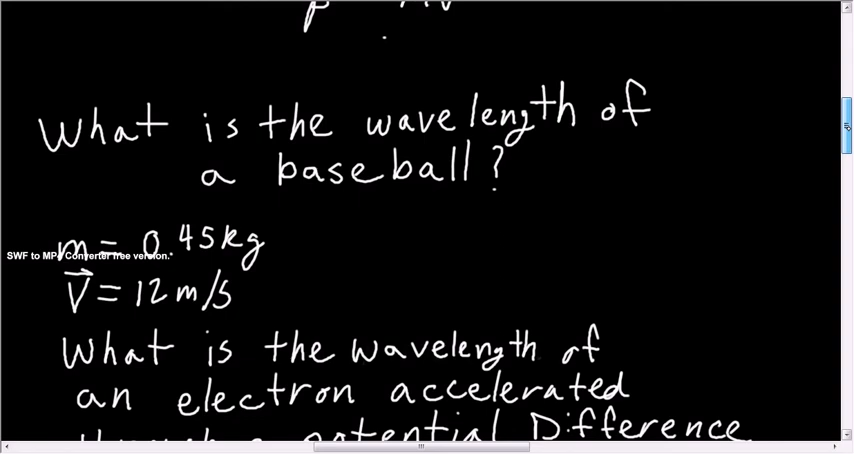 What is the wavelength of
a baseball?
m = 0.45kg
SWF to MP4 Converter free version.*
V = 12 m/s
What is the wavelength of
an electron accelerated
through a potential Difference